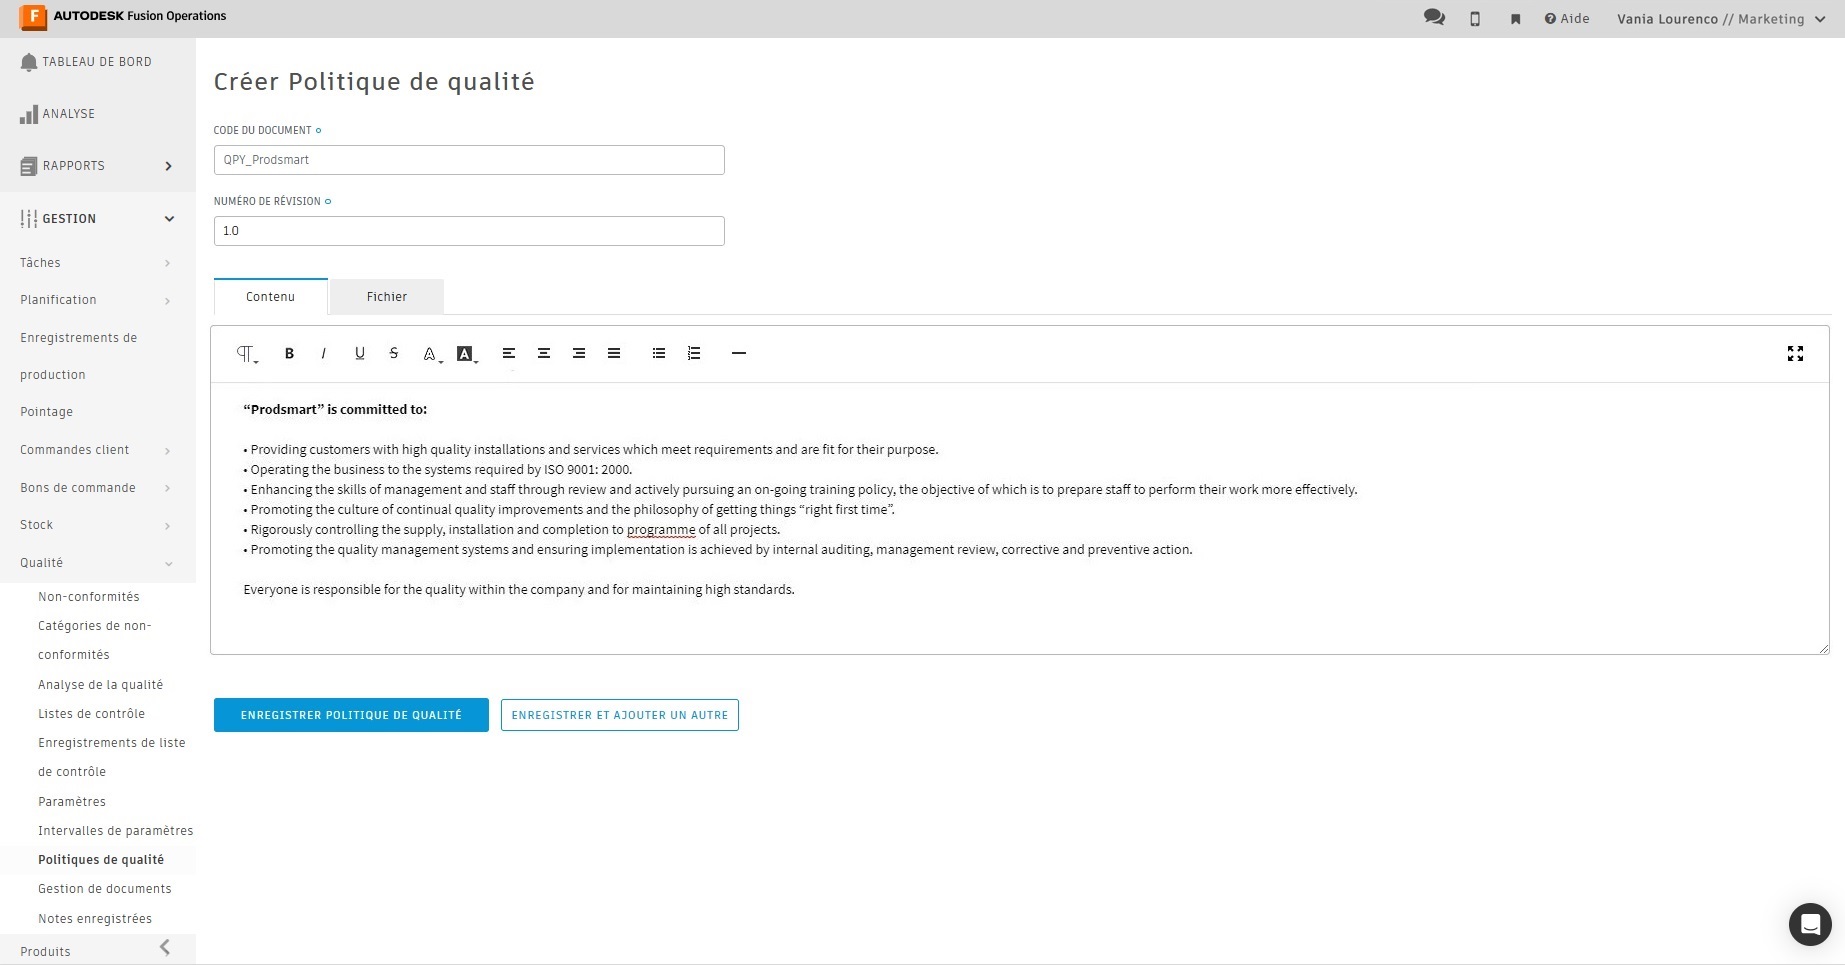 AUTODESK Fusion Operations
Aide
Vania Lourenco // Marketing
TABLEAU DE BORD
ANALYSE
RAPPORTS
GESTION
Tâches
Planification
Enregistrements de
production
Pointage
Commandes client
Bons de commande
Stock
Qualité
Non-conformités
Catégories de non-
conformités
Analyse de la qualité
Listes de contrôle
Enregistrements de liste
de contrôle
Paramètres
Intervalles de paramètres
Politiques de qualité
Gestion de documents
Notes enregistrées
Produits
Créer Politique de qualité
CODE DU DOCUMENT
QPY_Prodsmart
NUMÉRO DE RÉVISION
1.0
Contenu Fichier
B I U S A A
“Prodsmart” is committed to:
• Providing customers with high quality installations and services which meet requirements and are fit for their purpose.
• Operating the business to the systems required by ISO 9001: 2000.
• Enhancing the skills of management and staff through review and actively pursuing an on-going training policy, the objective of which is to prepare staff to perform their work more effectively.
• Promoting the culture of continual quality improvements and the philosophy of getting things “right first time”.
• Rigorously controlling the supply, installation and completion to programme of all projects.
• Promoting the quality management systems and ensuring implementation is achieved by internal auditing, management review, corrective and preventive action.
Everyone is responsible for the quality within the company and for maintaining high standards.
ENREGISTRER POLITIQUE DE QUALITÉ
ENREGISTRER ET AJOUTER UN AUTRE